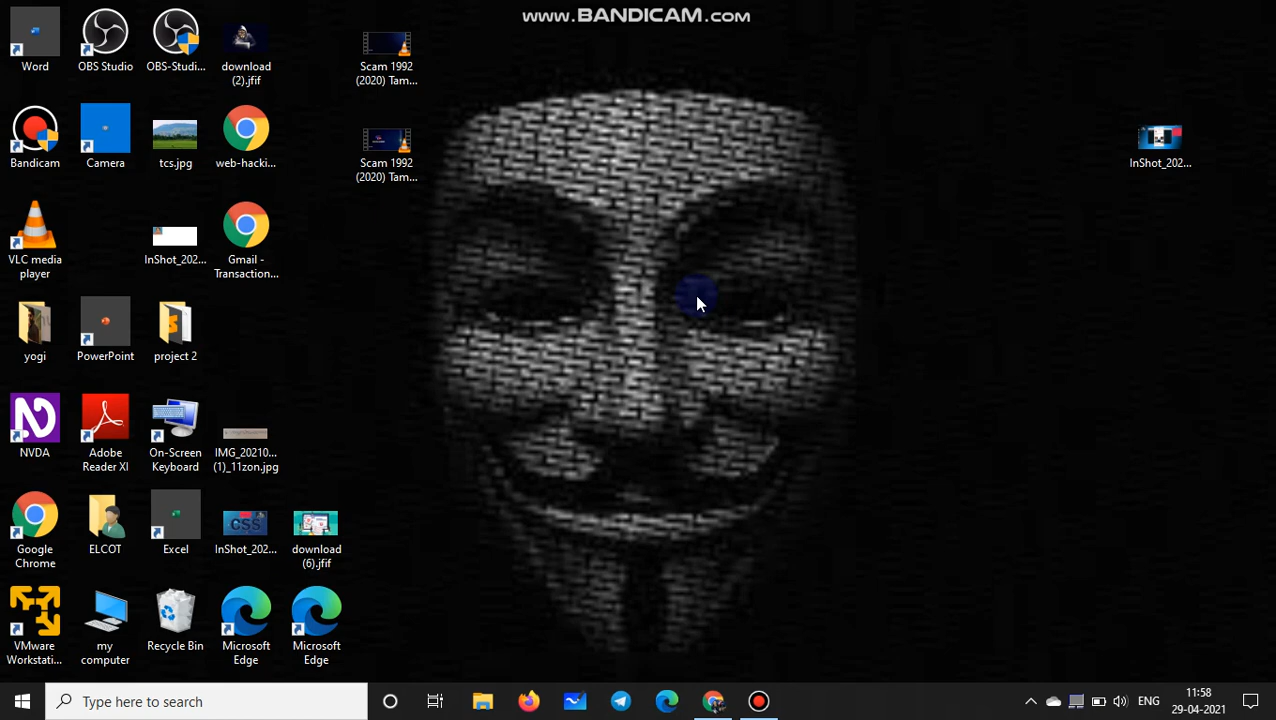 www.BANDICAM.com
Word
OBS Studio
OBS-Studi...
download
(2).jfif
Scam 1992
(2020) Tam...
Bandicam
Camera
tcs.jpg
web-hacki...
Scam 1992
(2020) Tam...
InShot_202...
VLC media
player
InShot_202...
Gmail -
Transaction...
yogi
PowerPoint
project 2
NVDA
Adobe
Reader XI
On-Screen
Keyboard
IMG_20210...
(1)_11zon.jpg
CSS
Google
Chrome
ELCOT
Excel
InShot_202...
download
(6).jfif
VMware
Workstati...
my
computer
Recycle Bin
Microsoft
Edge
Microsoft
Edge
Type here to search
ENG
11:58
29-04-2021